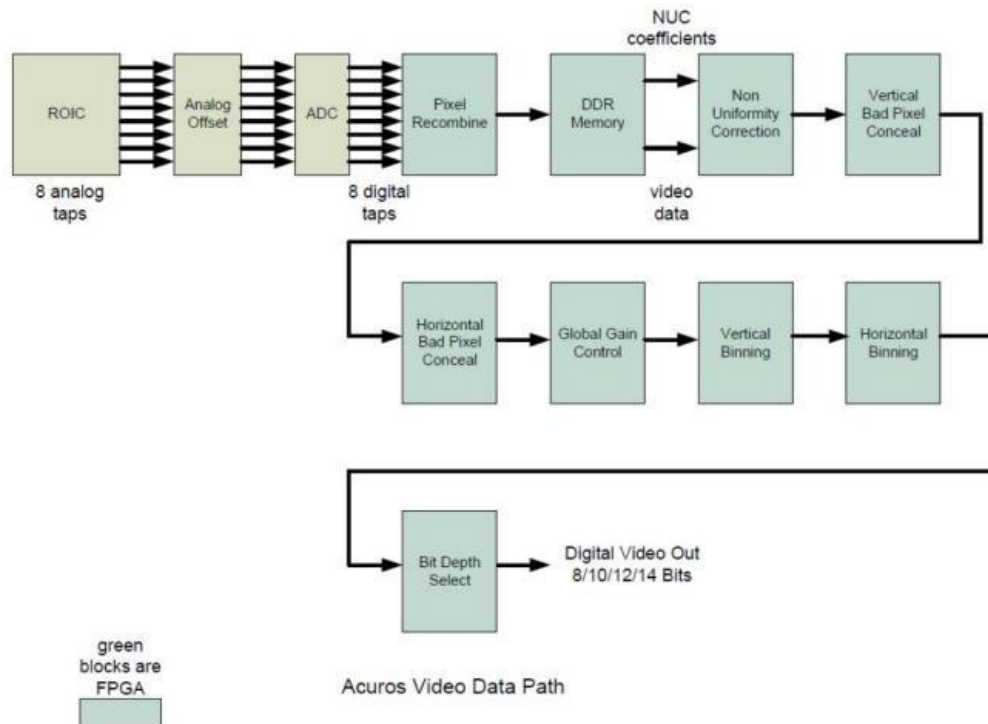 NUC
coefficients
ROIC
Analog
Offset
ADC
Pixel
Recombine
DDR
Memory
Non
Uniformity
Correction
Vertical
Bad Pixel
Conceal
8 analog
taps
8 digital
taps
video
data
Horizontal
Bad Pixel
Conceal
Global Gain
Control
Vertical
Binning
Horizontal
Binning
Bit Depth
Select
Digital Video Out
8/10/12/14 Bits
green
blocks are
FPGA
Acuros Video Data Path